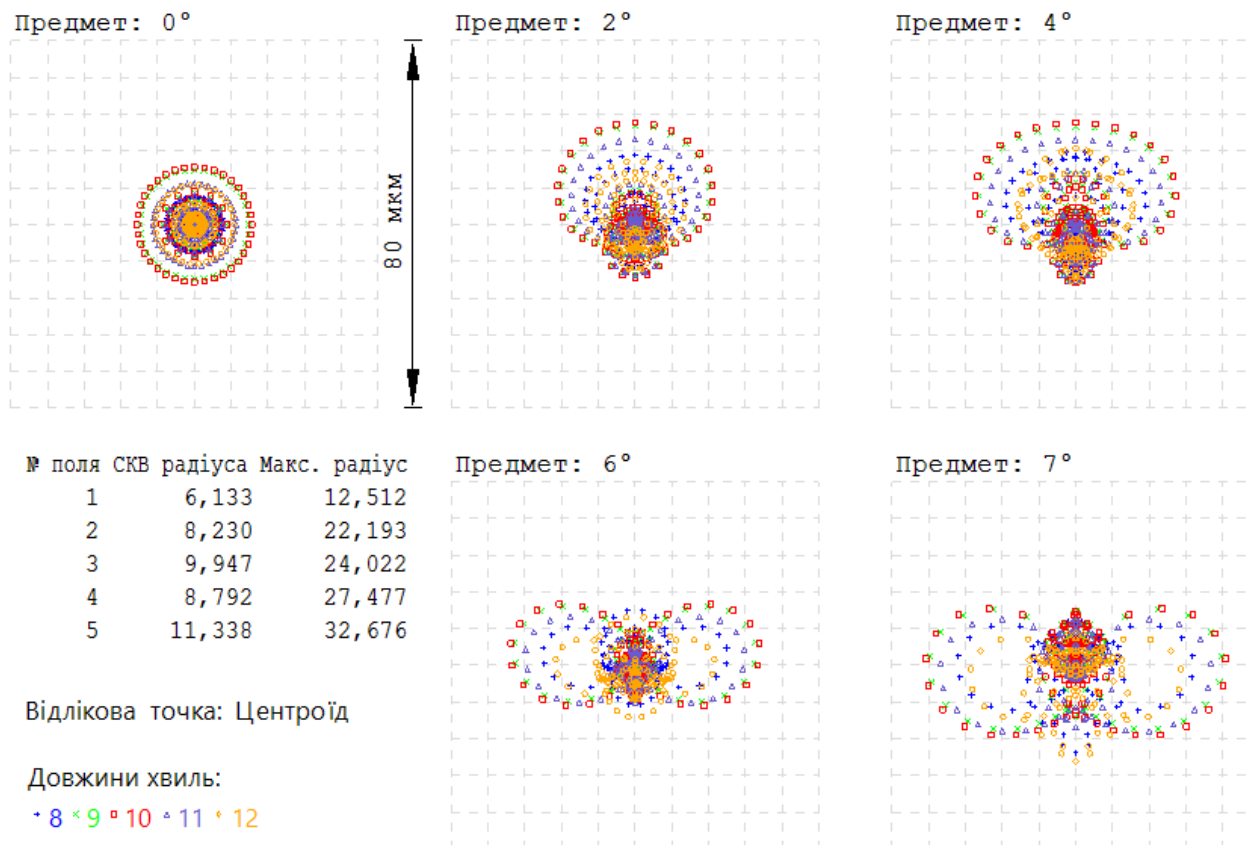 Предмет: 0°
Предмет: 2°
Предмет: 4°
80 мкм
№ поля СКВ радіуса Макс. радіус
1 6,133 12,512
2 8,230 22,193
3 9,947 24,022
4 8,792 27,477
5 11,338 32,676
Предмет: 6°
Предмет: 7°
Відлікова точка: Центроїд
Довжини хвиль:
8 9 10 11 12